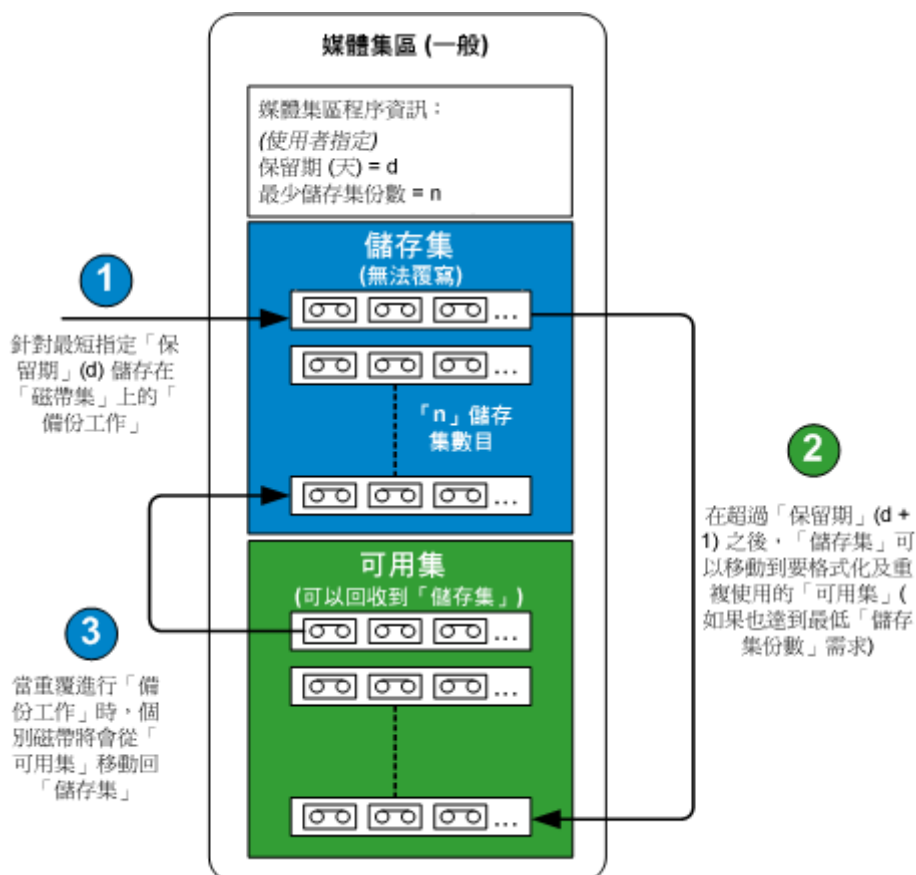 媒體集區 (一般)
媒體集區程序資訊：
(使用者指定)
保留期 (天) = d
最少儲存集份數 = n
儲存集
(無法覆寫)
...
...
「n」儲存
集數目
...
1
針對最短指定「保
留期」(d) 儲存在
「磁帶集」上的「
備份工作」
2
在超過「保留期」(d +
1) 之後，「儲存集」可
以移動到要格式化及重
複使用的「可用集」(
如果也達到最低「儲存
集份數」需求)
可用集
(可以回收到「儲存集」)
...
...
...
3
當重覆進行「備
份工作」時，個
別磁帶將會從「
可用集」移動回
「儲存集」